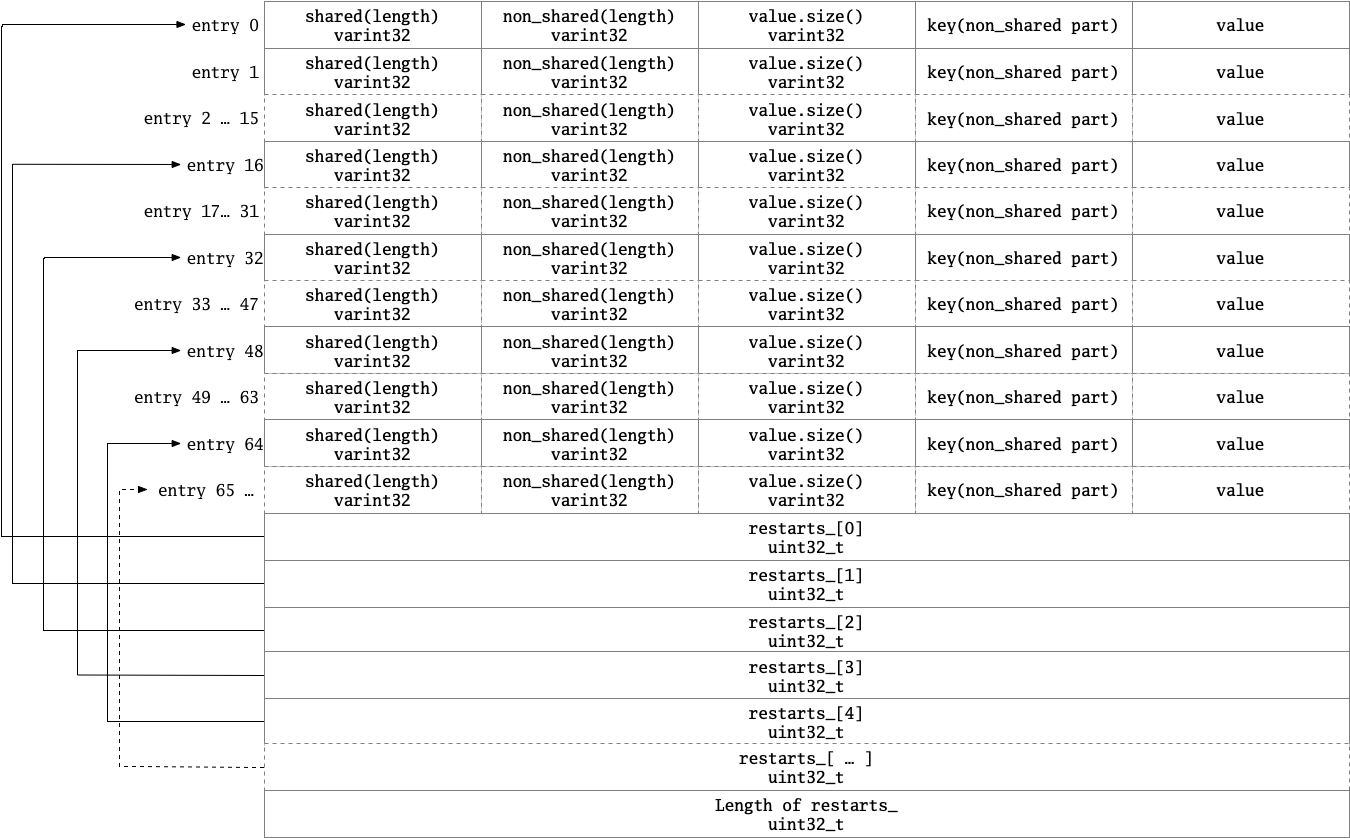 entry 0 shared(length) non_shared(length) value.size() key(non_shared part) value
varint32 varint32 varint32
entry 1 shared(length) non_shared(length) value.size() key(non_shared part) value
varint32 varint32 varint32
entry 2 … 15 shared(length) non_shared(length) value.size() key(non_shared part) value
varint32 varint32 varint32
entry 16 shared(length) non_shared(length) value.size() key(non_shared part) value
varint32 varint32 varint32
entry 17… 31 shared(length) non_shared(length) value.size() key(non_shared part) value
varint32 varint32 varint32
entry 32 shared(length) non_shared(length) value.size() key(non_shared part) value
varint32 varint32 varint32
entry 33 … 47 shared(length) non_shared(length) value.size() key(non_shared part) value
varint32 varint32 varint32
entry 48 shared(length) non_shared(length) value.size() key(non_shared part) value
varint32 varint32 varint32
entry 49 … 63 shared(length) non_shared(length) value.size() key(non_shared part) value
varint32 varint32 varint32
entry 64 shared(length) non_shared(length) value.size() key(non_shared part) value
varint32 varint32 varint32
entry 65 … shared(length) non_shared(length) value.size() key(non_shared part) value
varint32 varint32 varint32
restarts_[0]
uint32_t
restarts_[1]
uint32_t
restarts_[2]
uint32_t
restarts_[3]
uint32_t
restarts_[4]
uint32_t
restarts_[ … ]
uint32_t
Length of restarts_
uint32_t